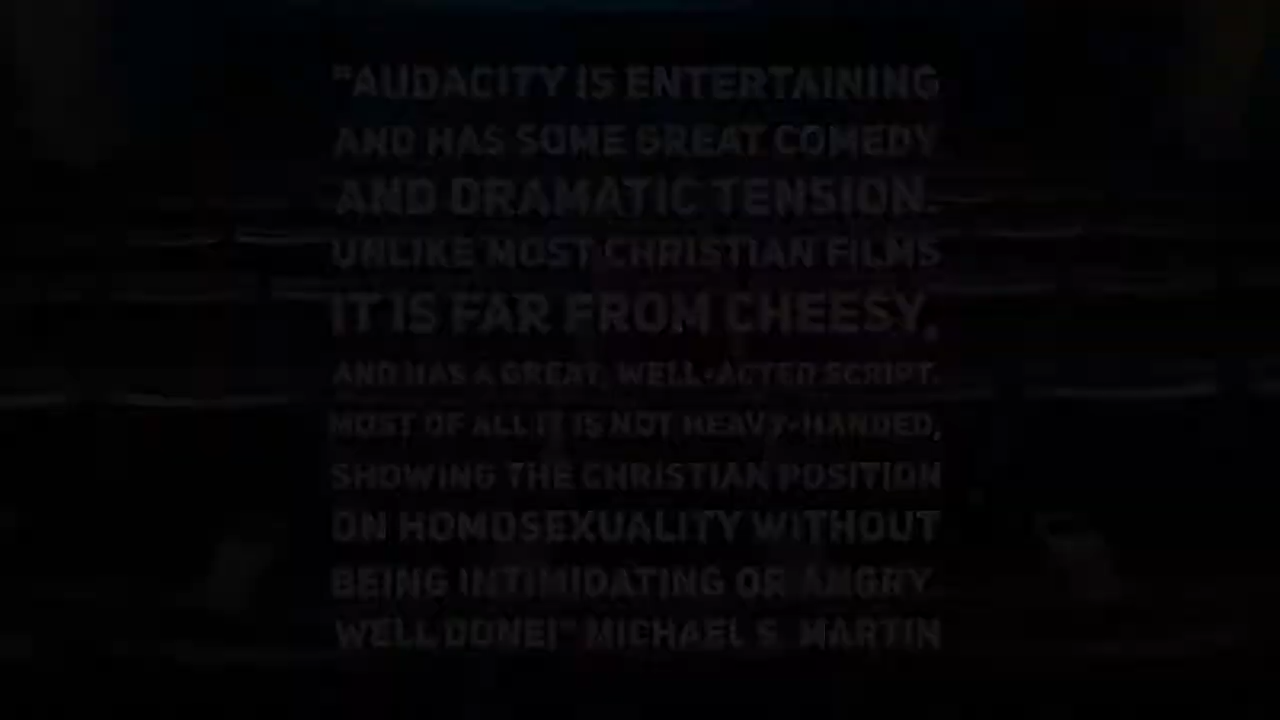 "AUDACITY IS ENTERTAINING
AND HAS SOME GREAT COMEDY
AND DRAMATIC TENSION.
UNLIKE MOST CHRISTIAN FILMS
IT IS FAR FROM CHEESY,
AND HAS A GREAT, WELL-ACTED SCRIPT.
MOST OF ALL IT IS NOT HEAVY-HANDED,
SHOWING THE CHRISTIAN POSITION
ON HOMOSEXUALITY WITHOUT
BEING INTIMIDATING OR ANGRY.
WELL DONE!" MICHAEL S. MARTIN